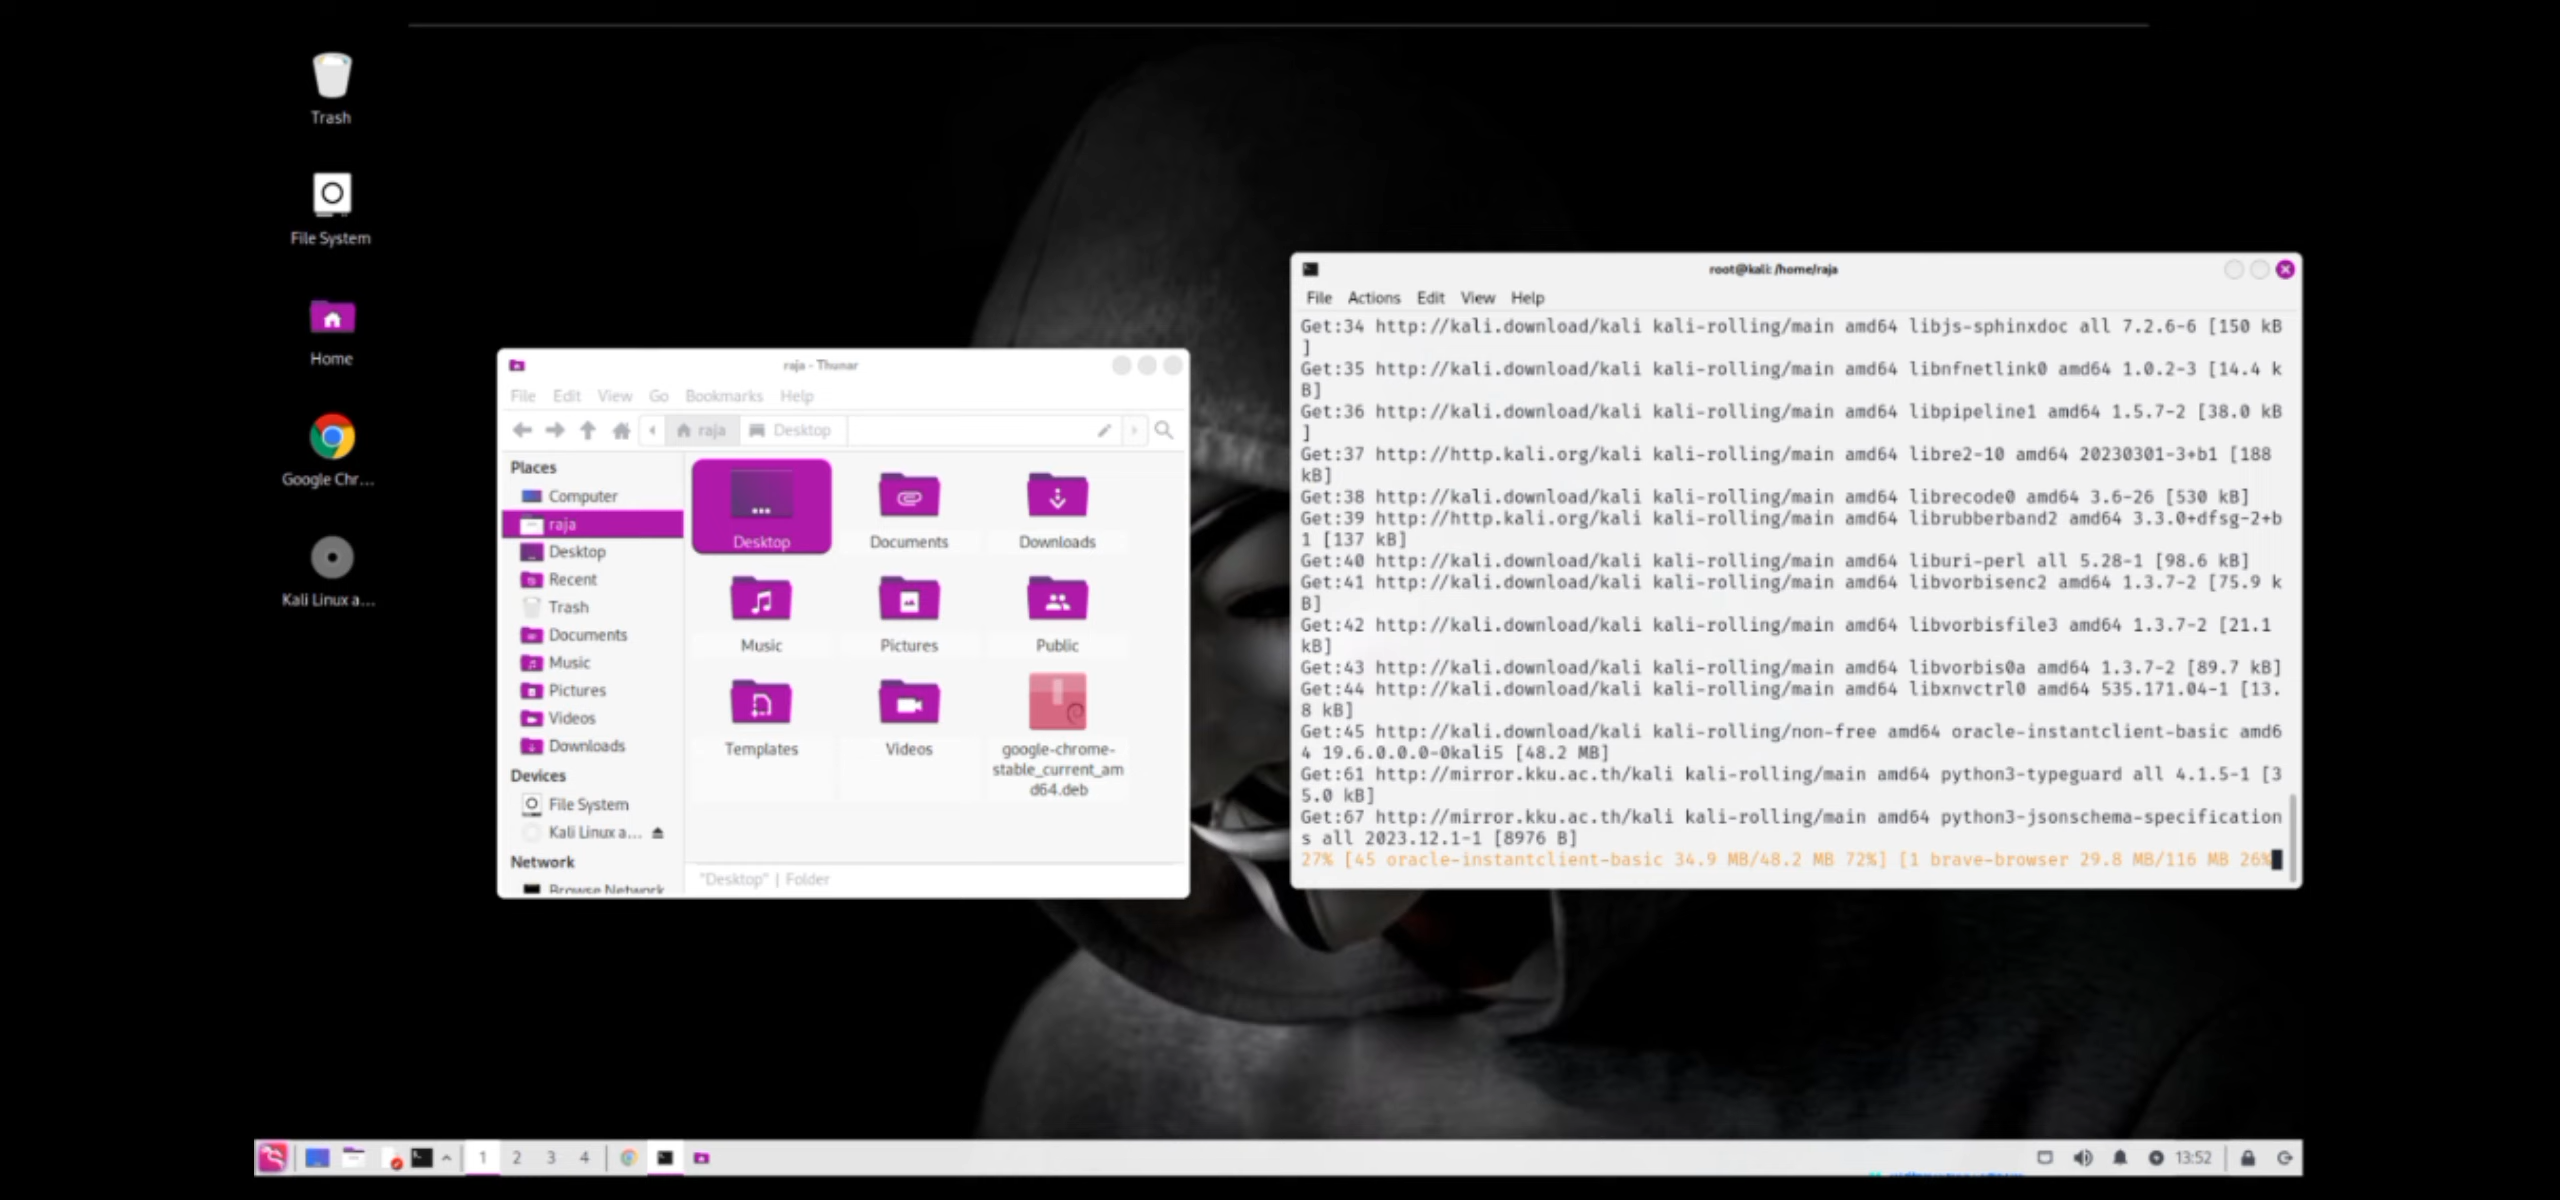 Trash
File System
Home
Google Chr...
Kali Linux a...
raja - Thunar
File Edit View Go Bookmarks Help
raja Desktop
Places
Computer
raja
Desktop
Recent
Trash
Documents
Music
Pictures
Videos
Downloads
Devices
File System
Kali Linux a...
Network
Browse Network
Desktop
Documents
Downloads
Music
Pictures
Public
Templates
Videos
google-chrome-
stable_current_am
d64.deb
"Desktop" | Folder
root@kali: /home/raja
File Actions Edit View Help
Get:34 http://kali.download/kali kali-rolling/main amd64 libjs-sphinxdoc all 7.2.6-6 [150 kB
]
Get:35 http://kali.download/kali kali-rolling/main amd64 libnfnetlink0 amd64 1.0.2-3 [14.4 k
B]
Get:36 http://kali.download/kali kali-rolling/main amd64 libpipeline1 amd64 1.5.7-2 [38.0 kB
]
Get:37 http://http.kali.org/kali kali-rolling/main amd64 libre2-10 amd64 20230301-3+b1 [188
kB]
Get:38 http://kali.download/kali kali-rolling/main amd64 librecode0 amd64 3.6-26 [530 kB]
Get:39 http://http.kali.org/kali kali-rolling/main amd64 librubberband2 amd64 3.3.0+dfsg-2+b
1 [137 kB]
Get:40 http://kali.download/kali kali-rolling/main amd64 liburi-perl all 5.28-1 [98.6 kB]
Get:41 http://kali.download/kali kali-rolling/main amd64 libvorbisenc2 amd64 1.3.7-2 [75.9 k
B]
Get:42 http://kali.download/kali kali-rolling/main amd64 libvorbisfile3 amd64 1.3.7-2 [21.1
kB]
Get:43 http://kali.download/kali kali-rolling/main amd64 libvorbis0a amd64 1.3.7-2 [89.7 kB]
Get:44 http://kali.download/kali kali-rolling/main amd64 libxnvctrl0 amd64 535.171.04-1 [13.
8 kB]
Get:45 http://kali.download/kali kali-rolling/non-free amd64 oracle-instantclient-basic amd6
4 19.6.0.0.0-0kali5 [48.2 MB]
Get:61 http://mirror.kku.ac.th/kali kali-rolling/main amd64 python3-typeguard all 4.1.5-1 [3
5.0 kB]
Get:67 http://mirror.kku.ac.th/kali kali-rolling/main amd64 python3-jsonschema-specification
s all 2023.12.1-1 [8976 B]
27% [45 oracle-instantclient-basic 34.9 MB/48.2 MB 72%] [1 brave-browser 29.8 MB/116 MB 26%
1 2 3 4
13:52